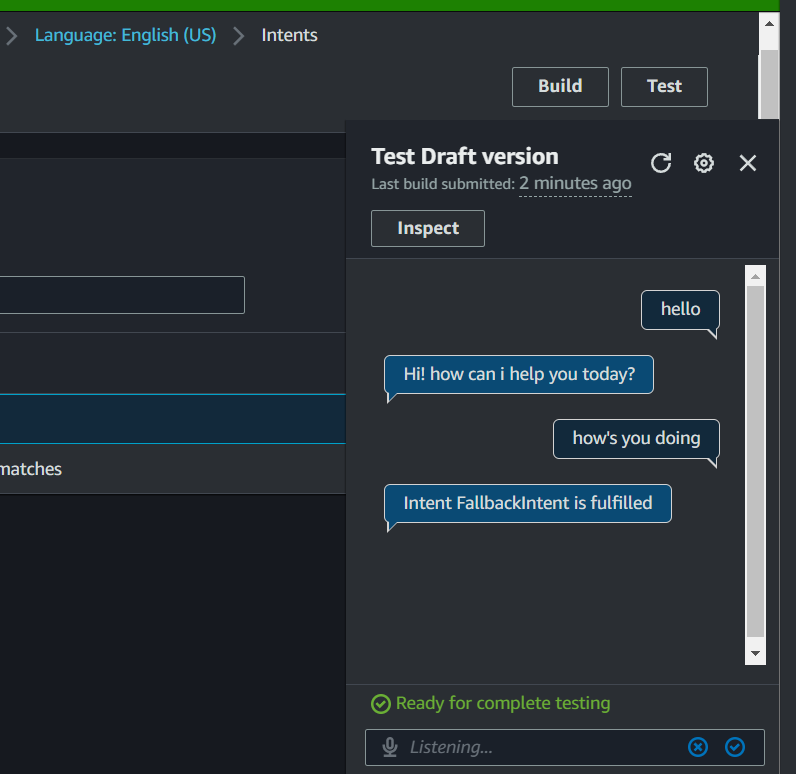 Language: English (US) Intents
Build Test
Test Draft version
Last build submitted: 2 minutes ago
Inspect
hello
Hi! how can i help you today?
how's you doing
matches
Intent FallbackIntent is fulfilled
Ready for complete testing
Listening...